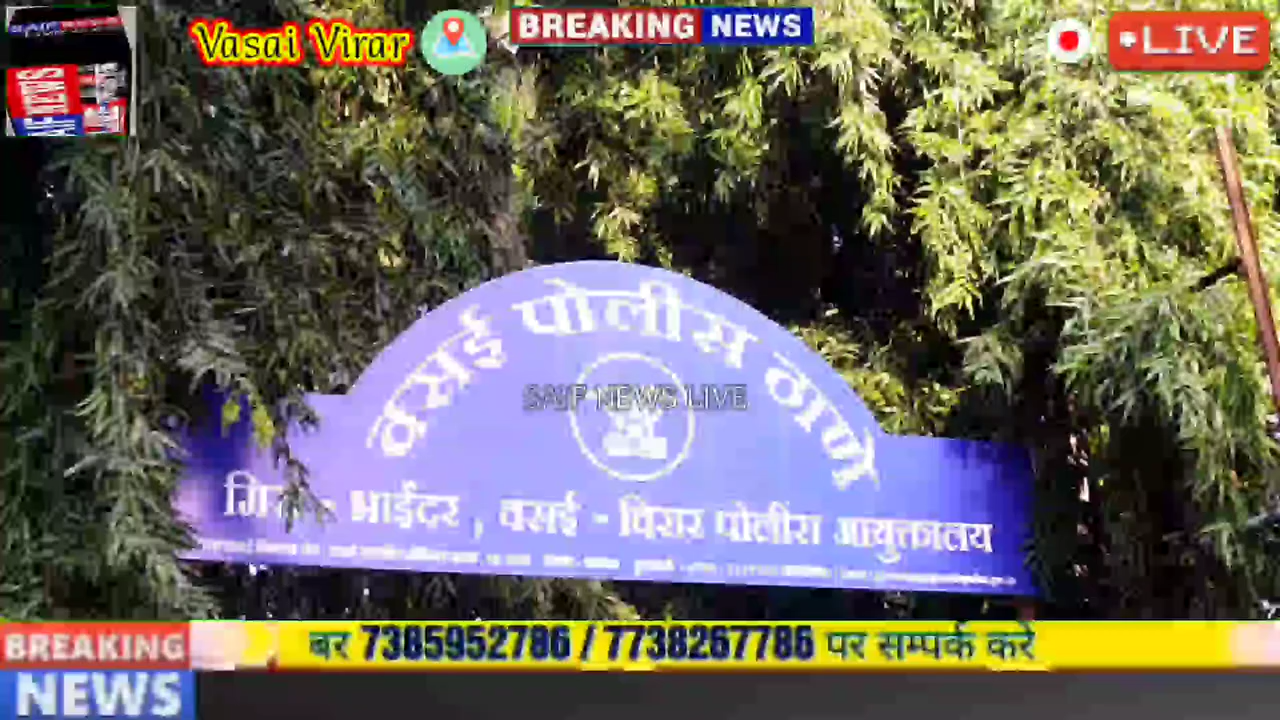 Vasai Virar
BREAKING NEWS
LIVE
वसई पोलीस ठाणे
SAIF NEWS LIVE
भाईंदर , वसई - विरार पोलीस आयुक्तालय
BREAKING
NEWS
बर 7385952786 / 7738267786 पर सम्पर्क करे